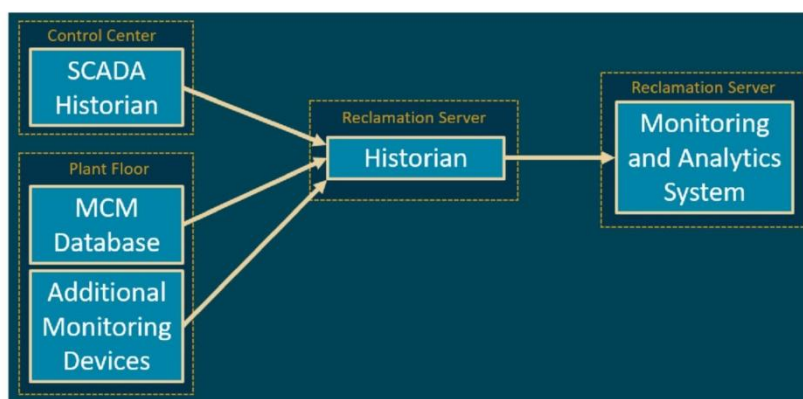 Control Center
SCADA
Historian
Plant Floor
MCM
Database
Additional
Monitoring
Devices
Reclamation Server
Historian
Reclamation Server
Monitoring
and Analytics
System